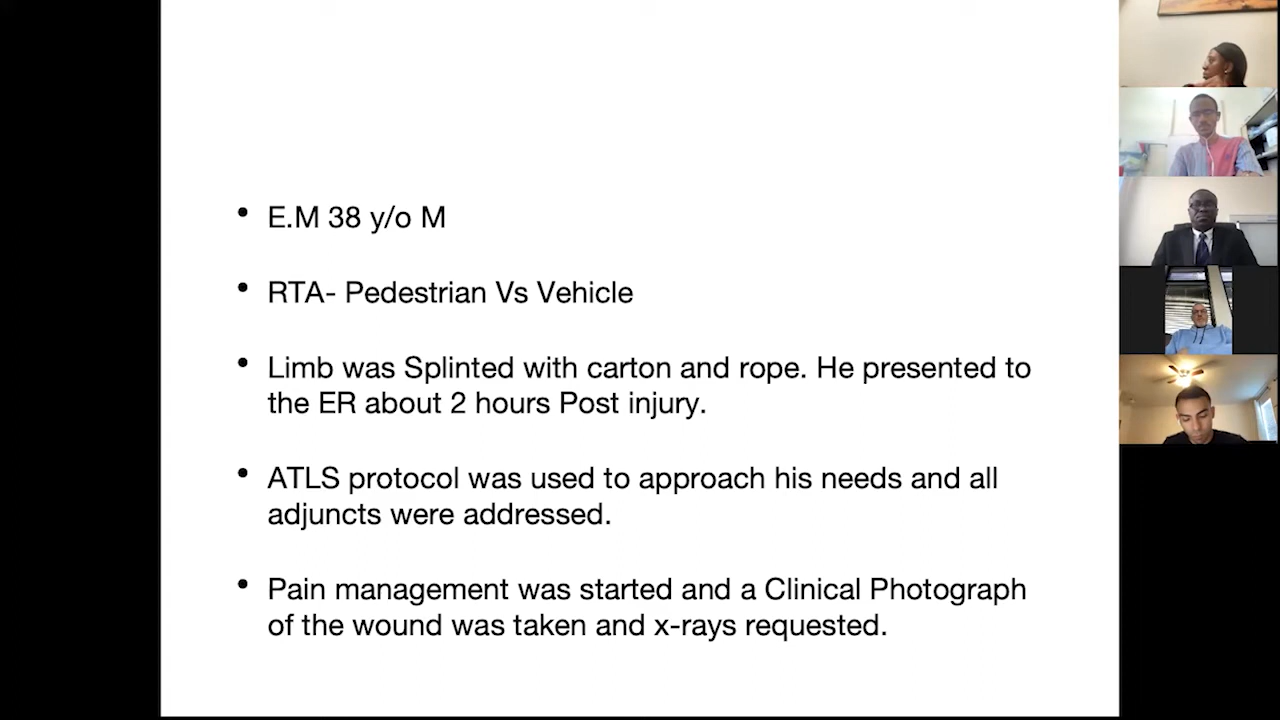 • E.M 38 y/o M
• RTA- Pedestrian Vs Vehicle
• Limb was Splinted with carton and rope. He presented to
the ER about 2 hours Post injury.
• ATLS protocol was used to approach his needs and all
adjuncts were addressed.
• Pain management was started and a Clinical Photograph
of the wound was taken and x-rays requested.